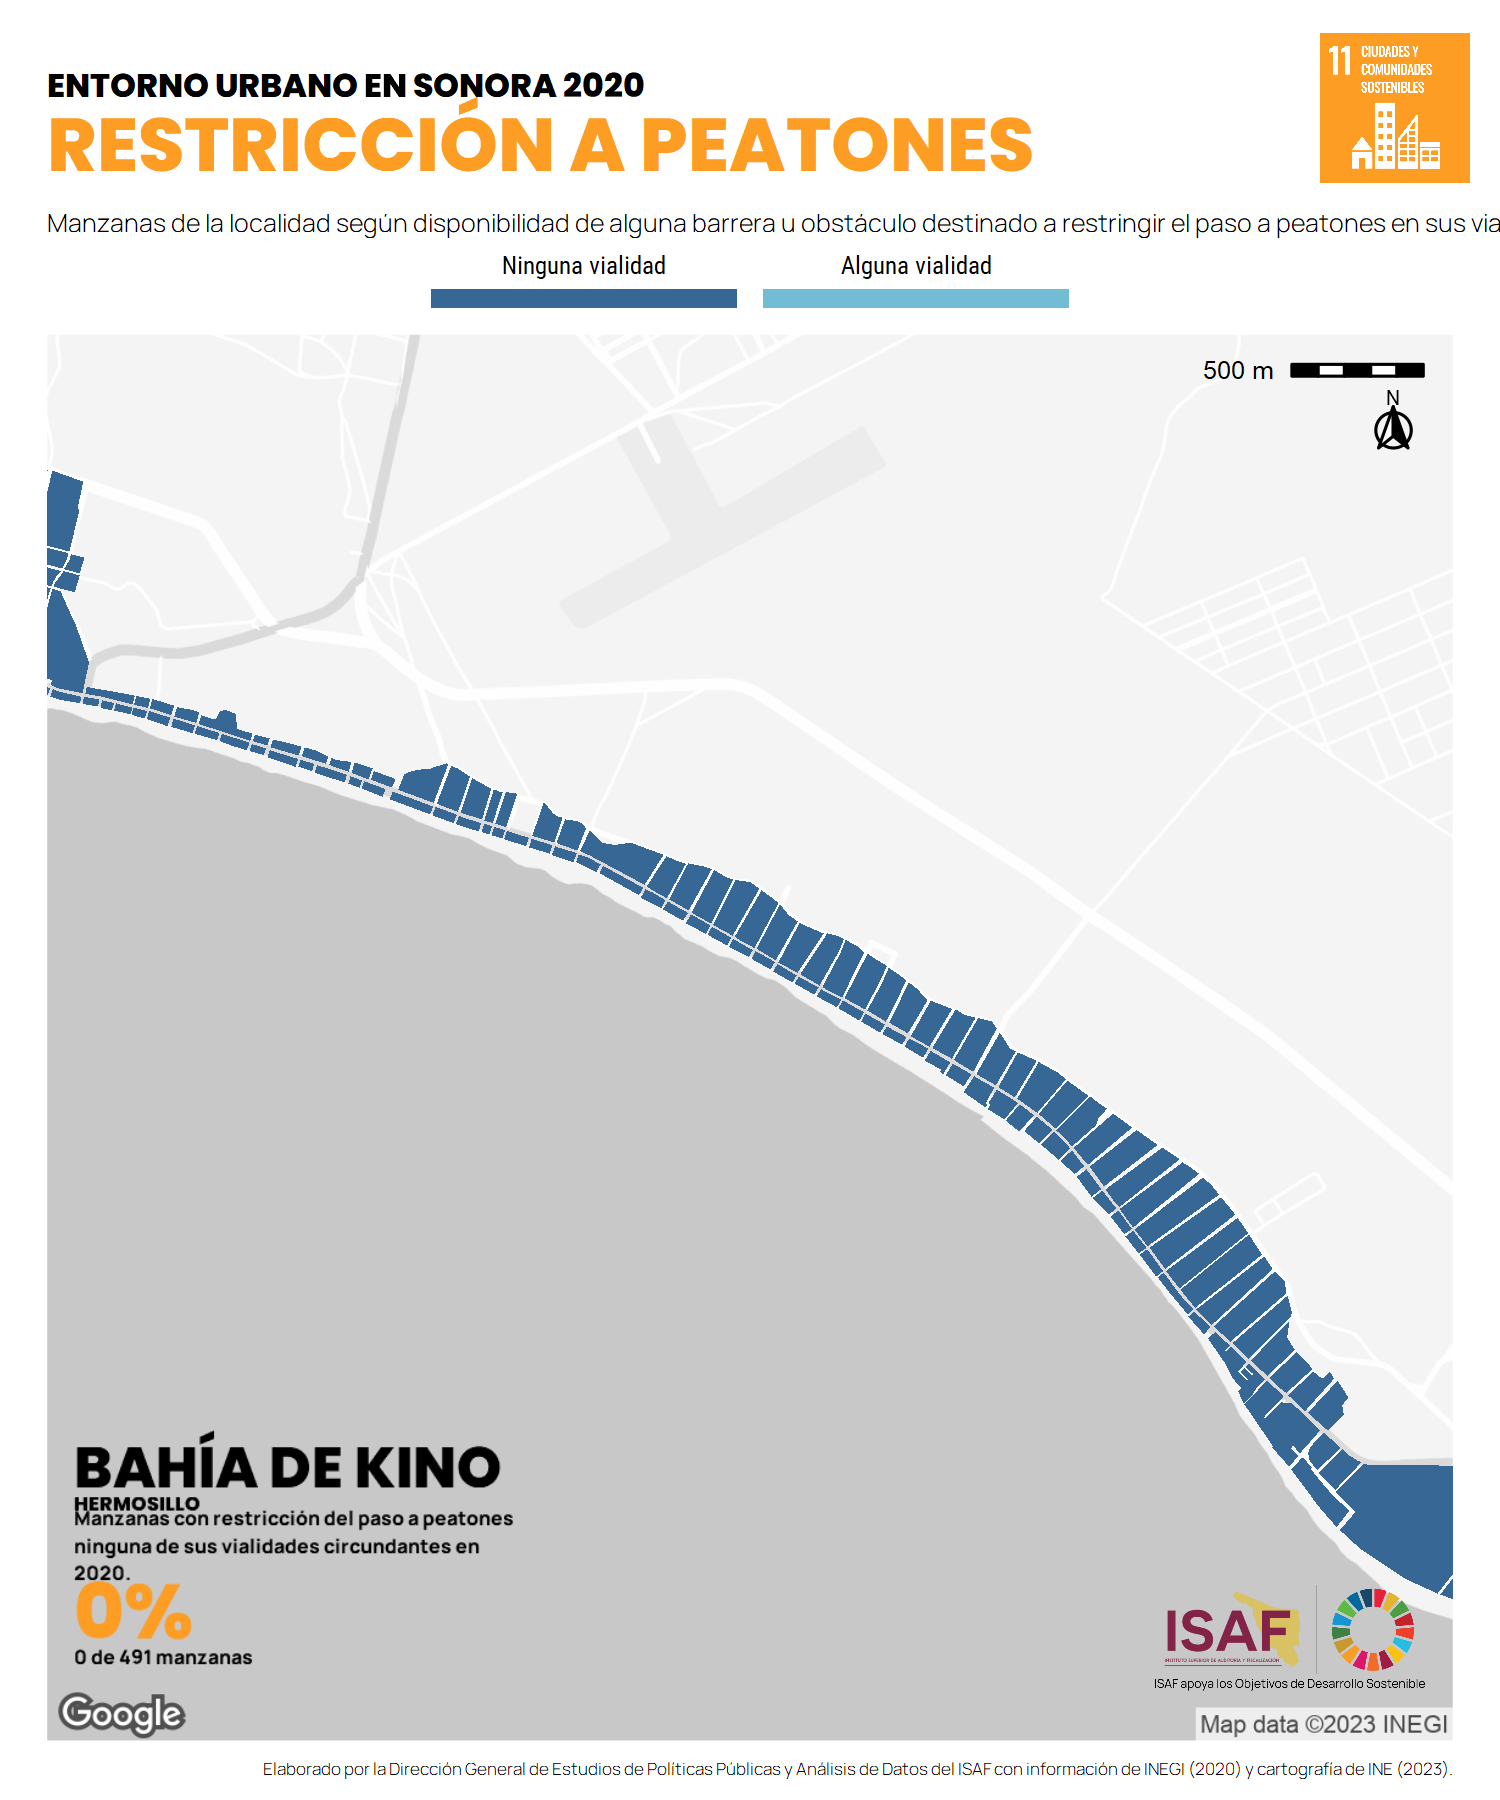 ENTORNO URBANO EN SONORA 2020
RESTRICCIÓN A PEATONES
11 CIUDADES Y
COMUNIDADES
SOSTENIBLES
Manzanas de la localidad según disponibilidad de alguna barrera u obstáculo destinado a restringir el paso a peatones en sus via
Ninguna vialidad
Alguna vialidad
500 m
N
BAHÍA DE KINO
HERMOSILLO
Manzanas con restricción del paso a peatones
ninguna de sus vialidades circundantes en
2020.
0%
0 de 491 manzanas
ISAF
INSTITUTO SUPERIOR DE AUDITORÍA Y FISCALIZACIÓN
ISAF apoya los Objetivos de Desarrollo Sostenible
Google
Map data ©2023 INEGI
Elaborado por la Dirección General de Estudios de Políticas Públicas y Análisis de Datos del ISAF con información de INEGI (2020) y cartografía de INE (2023).